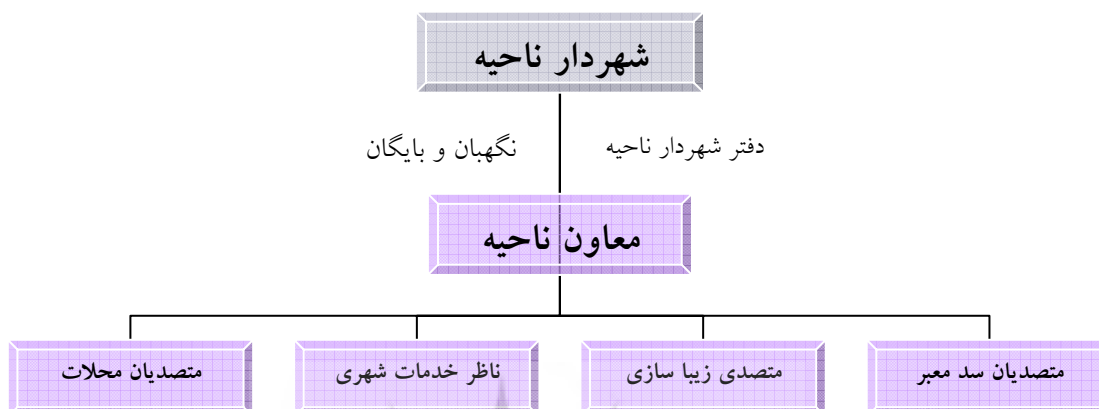 شهردار ناحیه
دفتر شهردار ناحیه
نگهبان و بایگان
معاون ناحیه
متصدیان سد معبر
متصدی زیبا سازی
ناظر خدمات شهری
متصدیان محلات